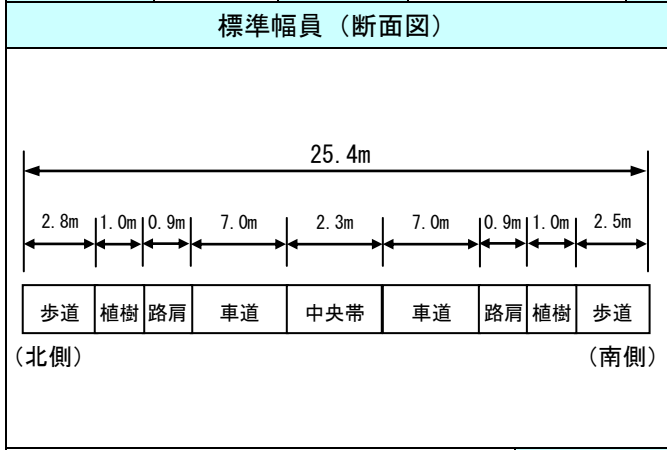 標準幅員（断面図）
25.4m
2.8m 1.0m 0.9m 7.0m 2.3m 7.0m 0.9m 1.0m 2.5m
歩道 植樹 路肩 車道 中央帯 車道 路肩 植樹 歩道
(北側) (南側)